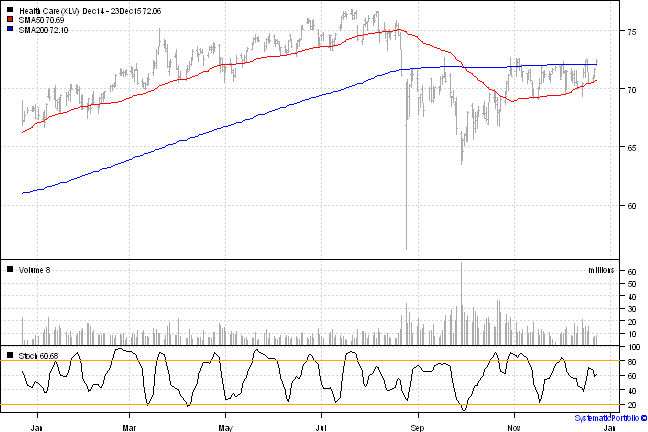 Health Care (XLV) Dec14 - 23Dec15 72.06
SMA50 70.69
SMA200 72.10
75
70
65
60
Volume 8
millions
60
50
40
30
20
10
Stoch 60.68
100
80
60
40
20
Jan Mar May Jul Sep Nov Jan
SystematicPortfolio ©